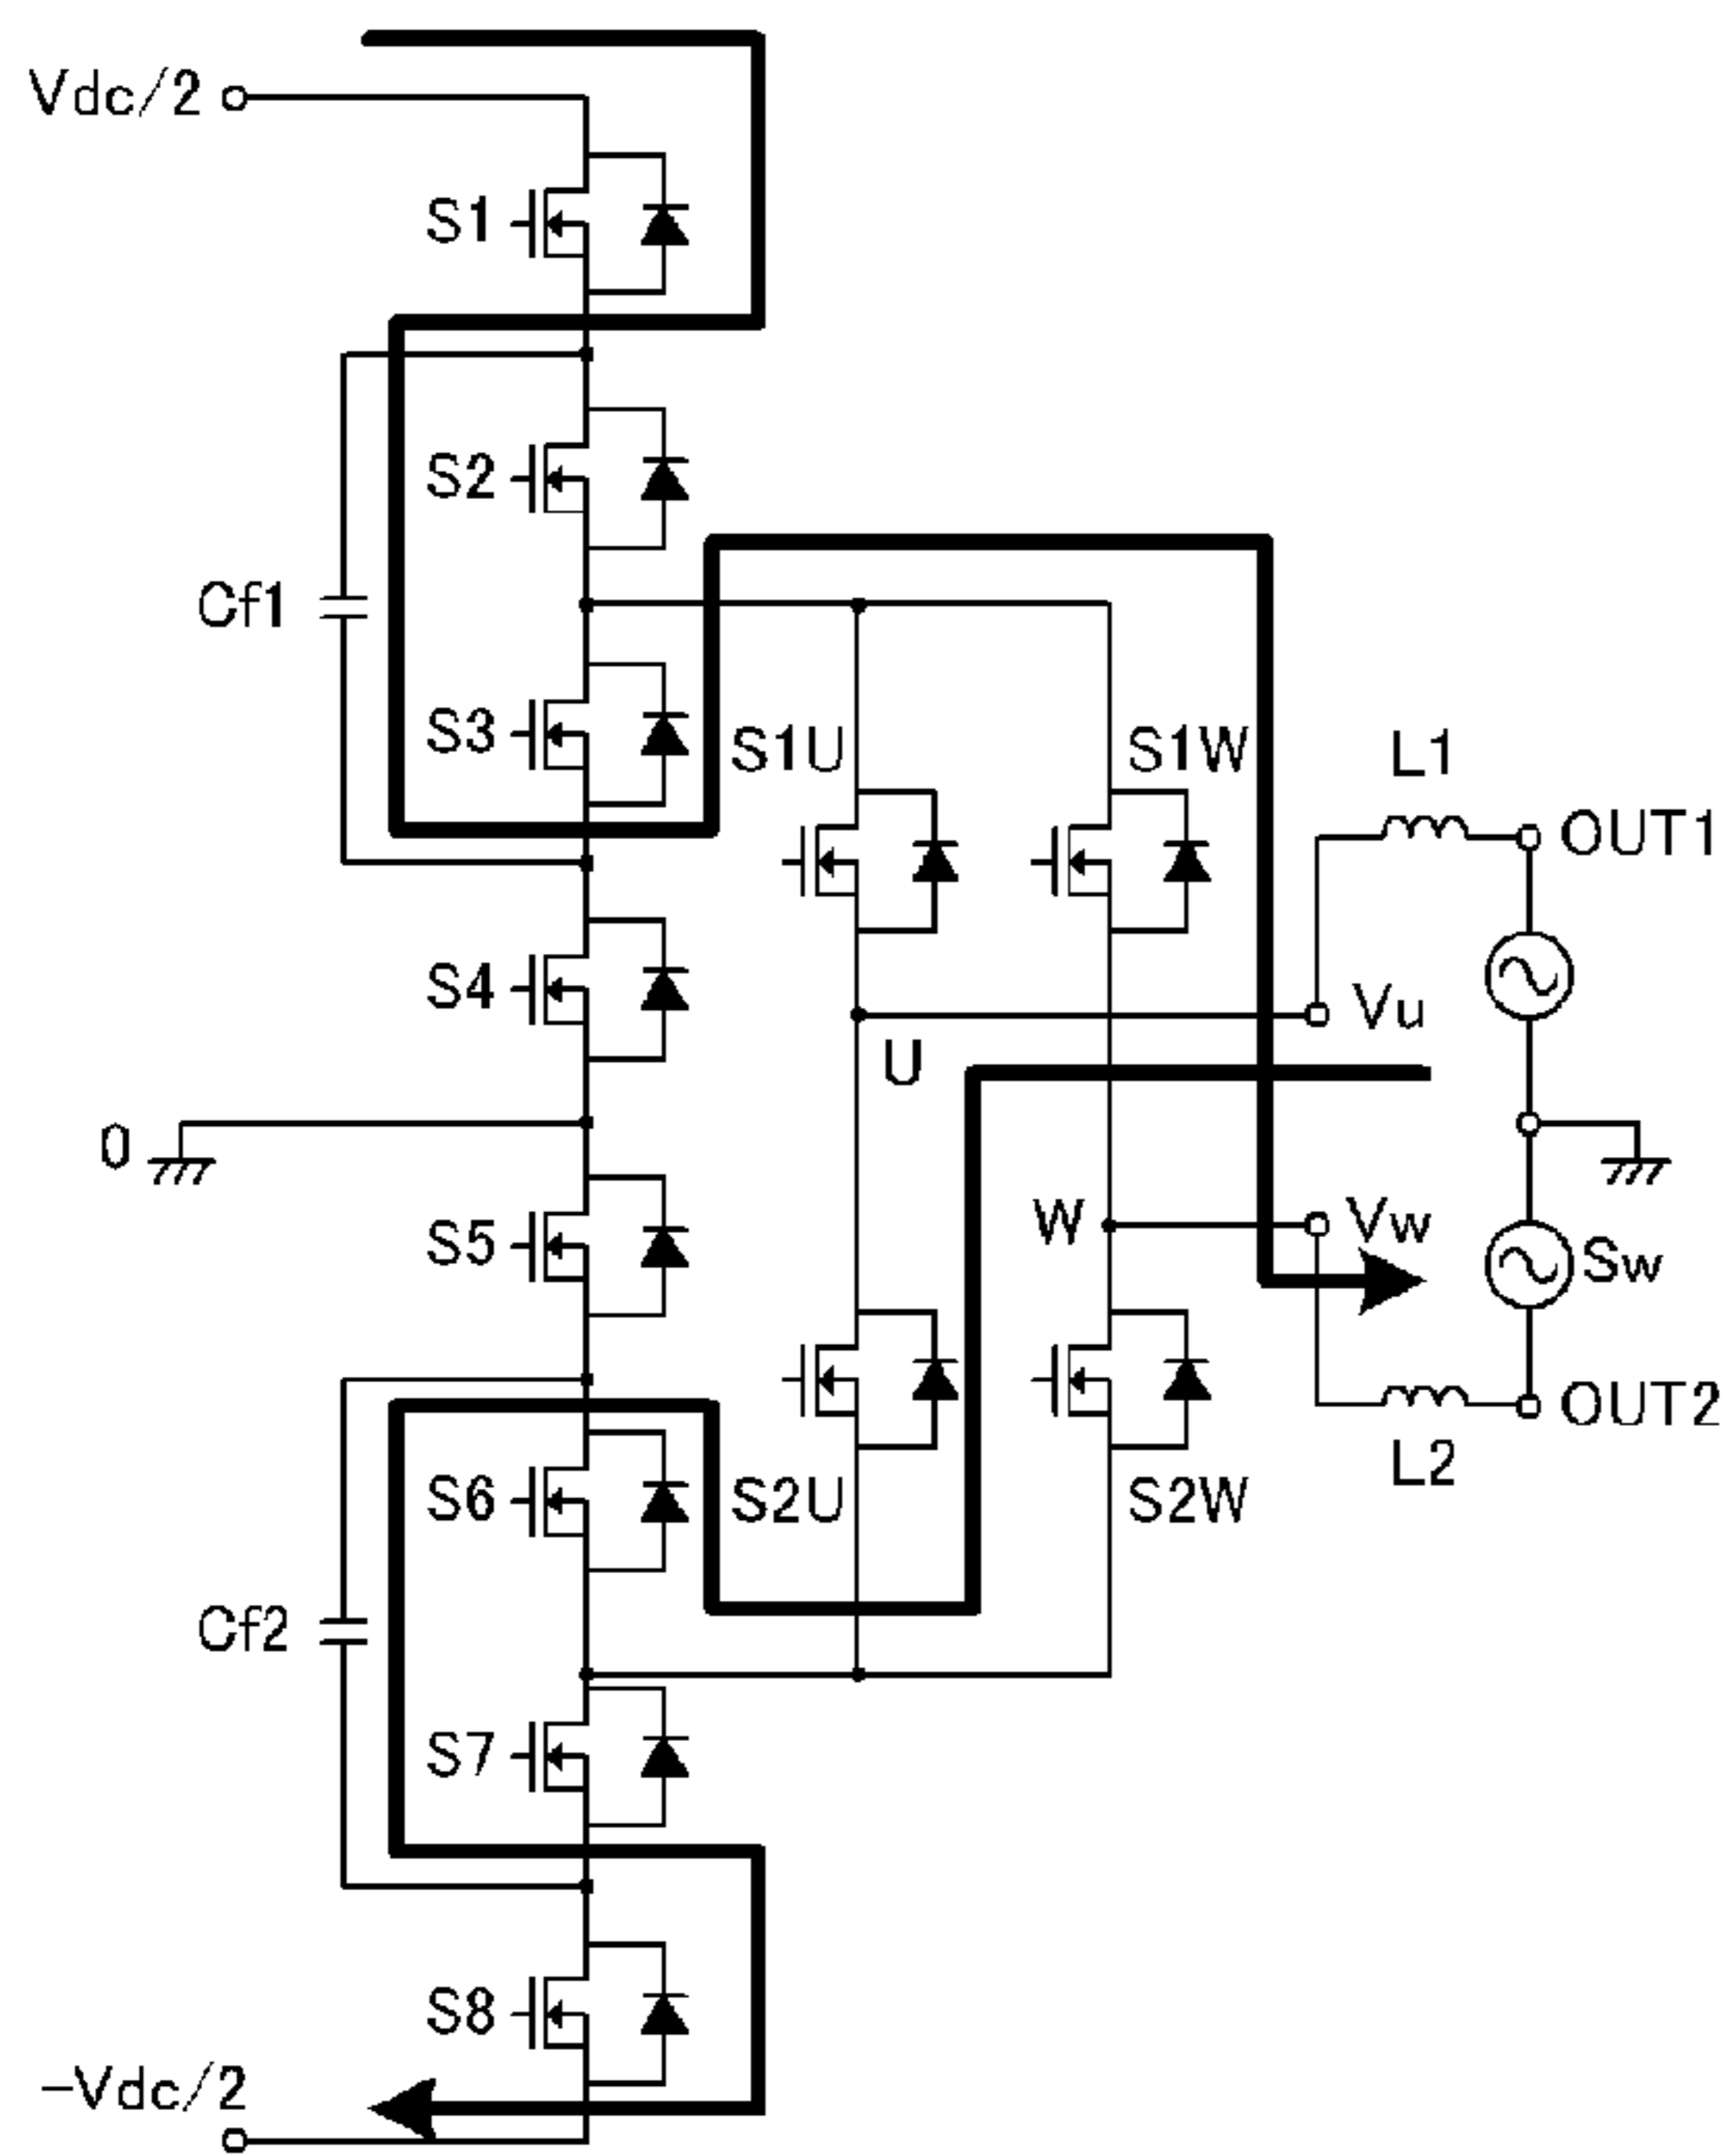 Vdc/2
S1
S2
Cf1
S3
S1U
S1W
L1
OUT1
S4
Vu
U
0
W
Vw
S5
Sw
OUT2
L2
S6
S2U
S2W
Cf2
S7
S8
-Vdc/2